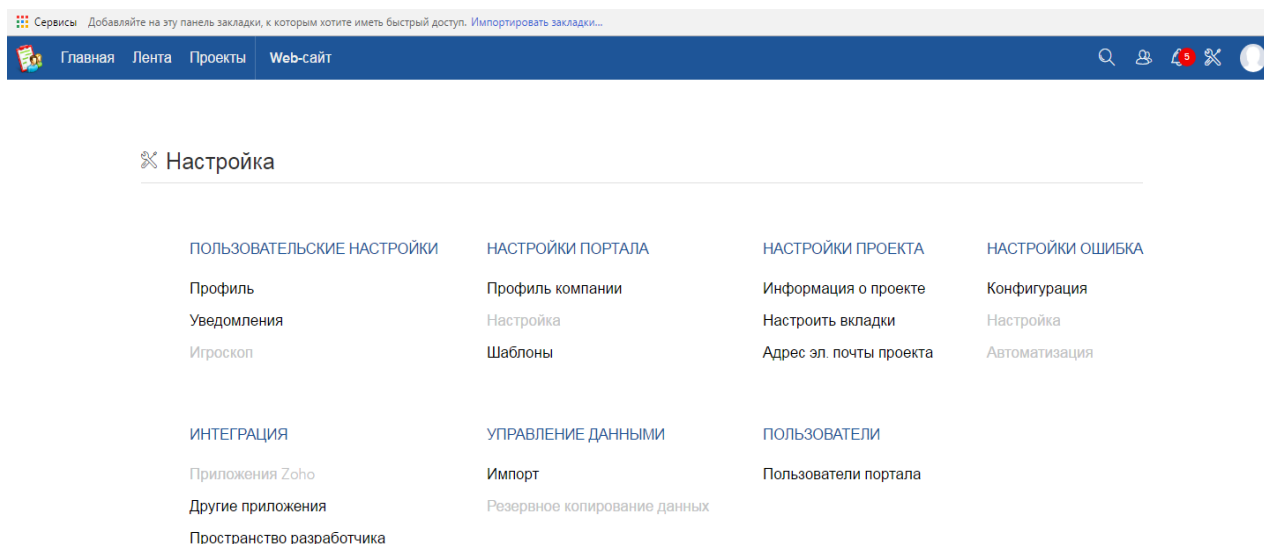 Сервисы Добавляйте на эту панель закладки, к которым хотите иметь быстрый доступ. Импортировать закладки...
Главная Лента Проекты Web-сайт 5
Настройка
ПОЛЬЗОВАТЕЛЬСКИЕ НАСТРОЙКИ
Профиль
Уведомления
Игроскоп
НАСТРОЙКИ ПОРТАЛА
Профиль компании
Настройка
Шаблоны
НАСТРОЙКИ ПРОЕКТА
Информация о проекте
Настроить вкладки
Адрес эл. почты проекта
НАСТРОЙКИ ОШИБКА
Конфигурация
Настройка
Автоматизация
ИНТЕГРАЦИЯ
Приложения Zoho
Другие приложения
Пространство разработчика
УПРАВЛЕНИЕ ДАННЫМИ
Импорт
Резервное копирование данных
ПОЛЬЗОВАТЕЛИ
Пользователи портала